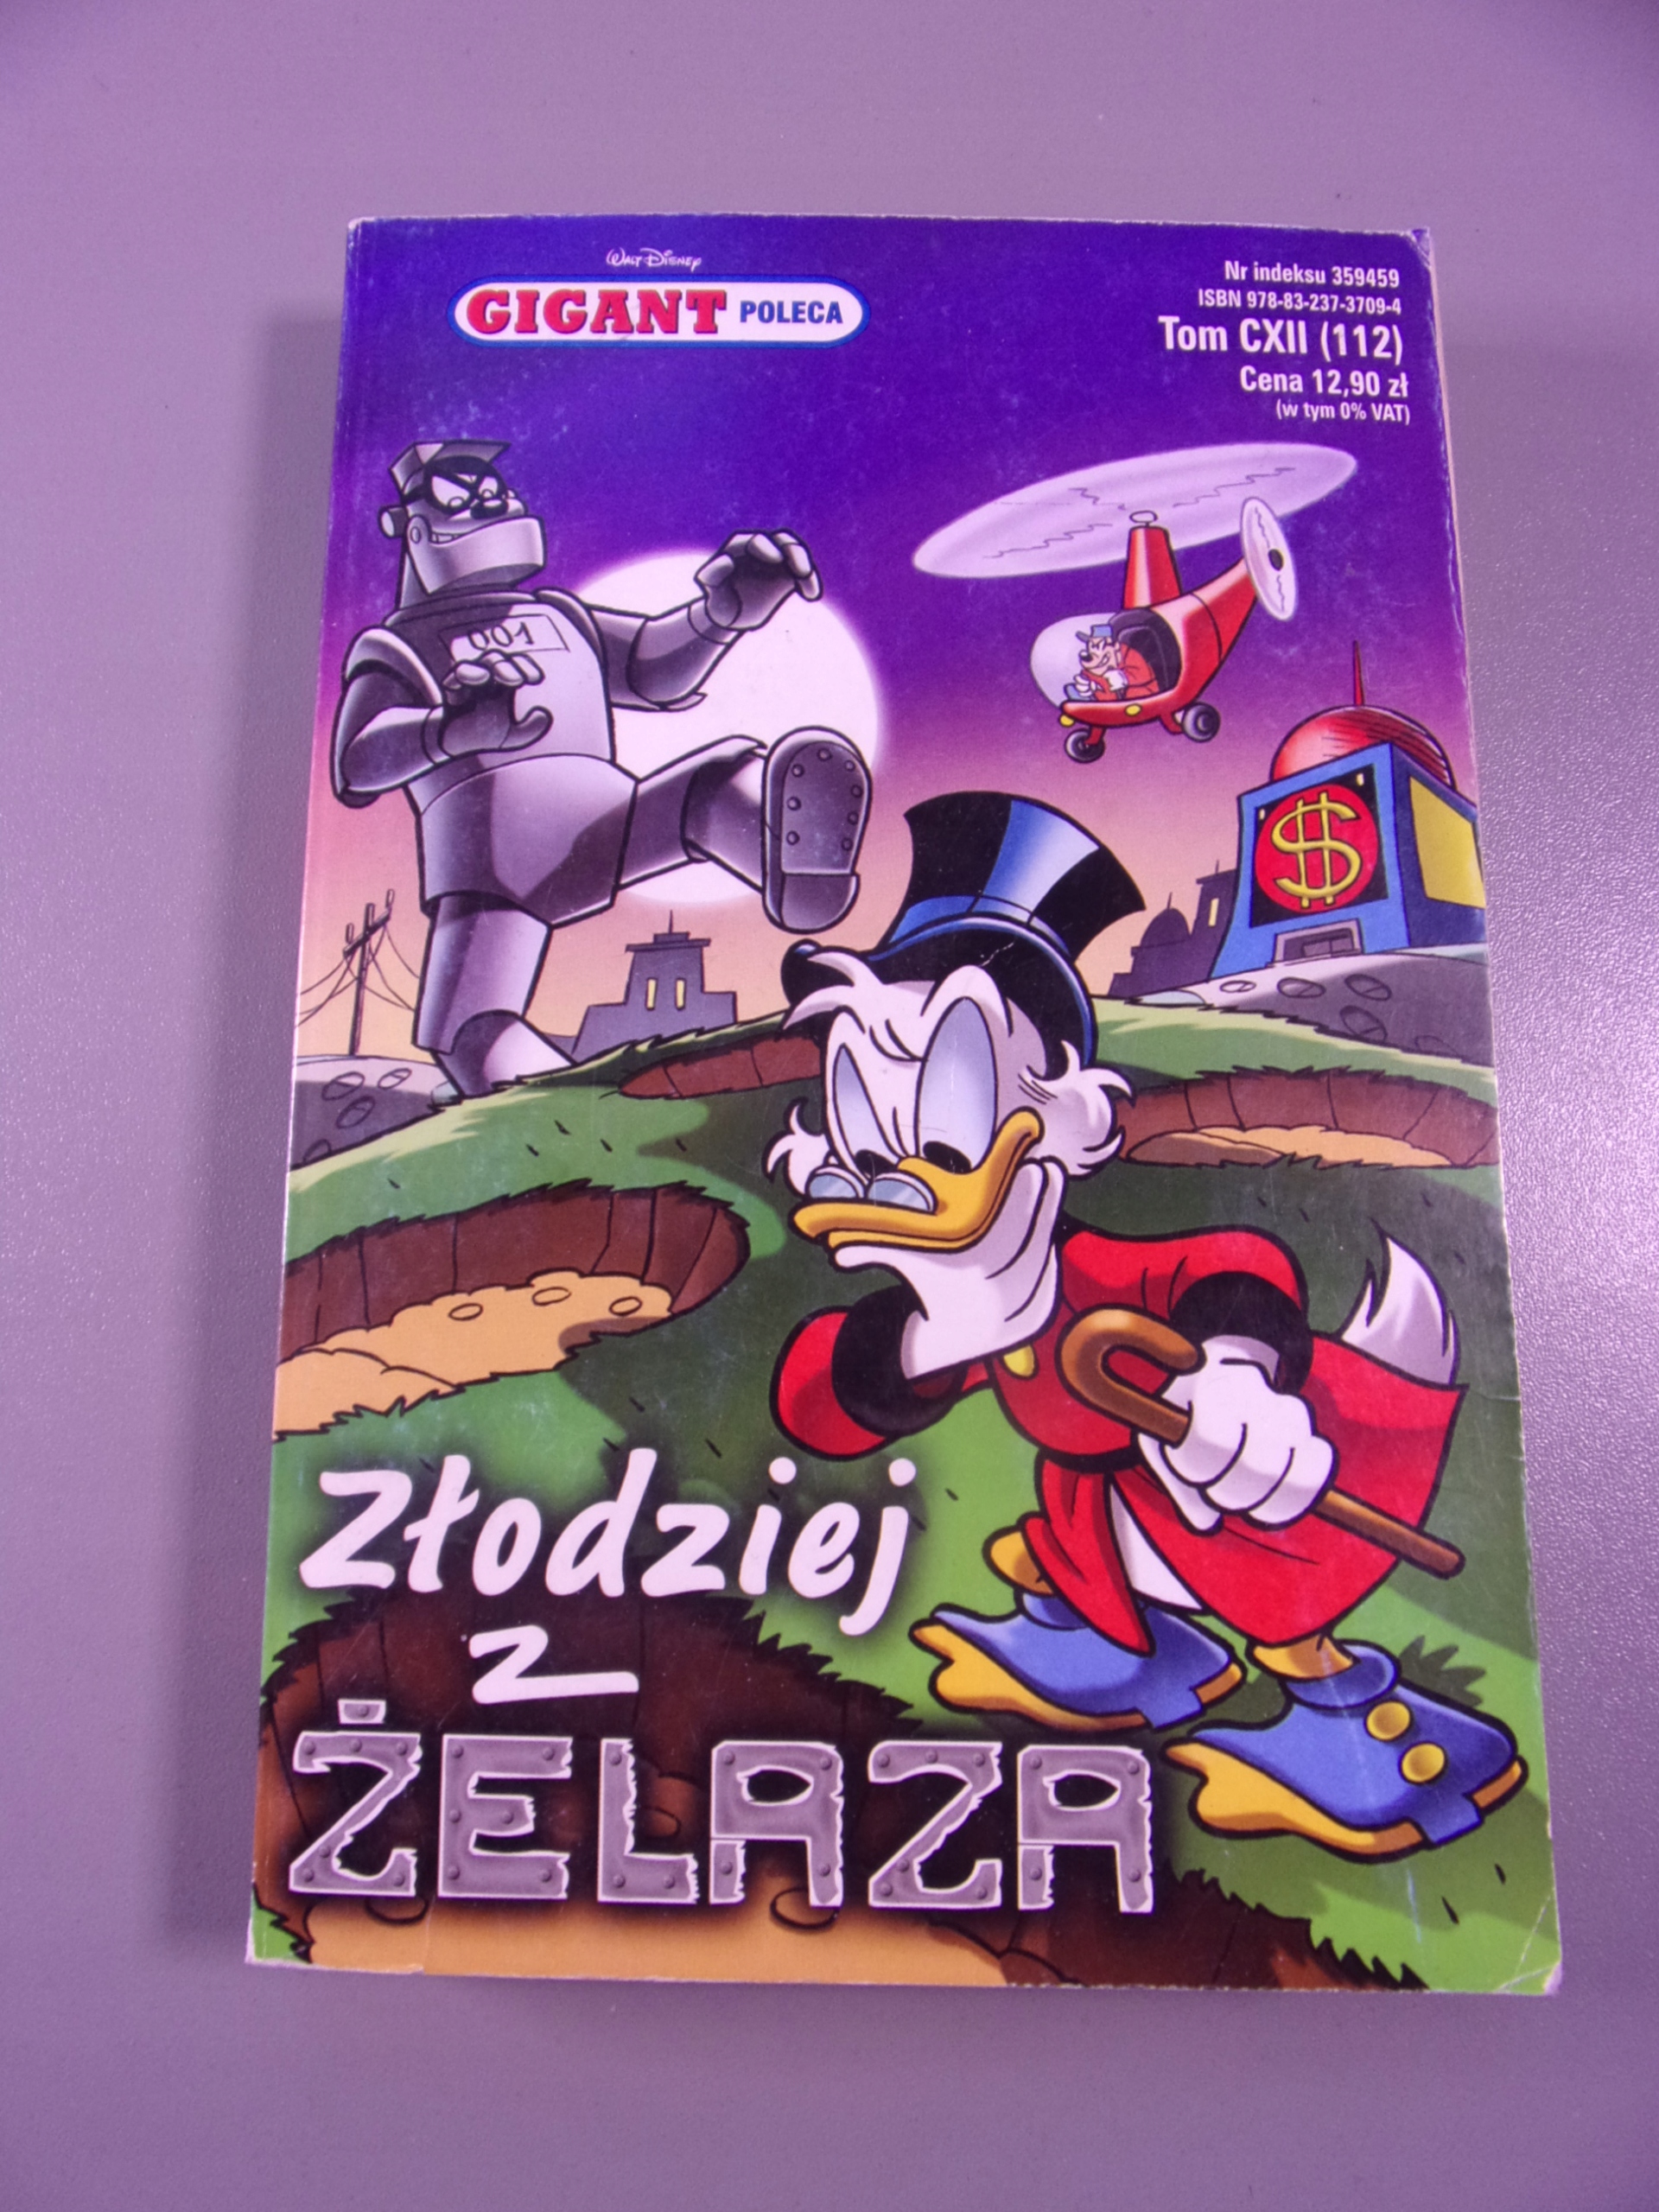 Walt Disney
GIGANT POLECA
Nr indeksu 359459
ISBN 978-83-237-3709-4
Tom CXII (112)
Cena 12,90 zł
(w tym 0% VAT)
001
$
Złodziej
z
ŻELAZA